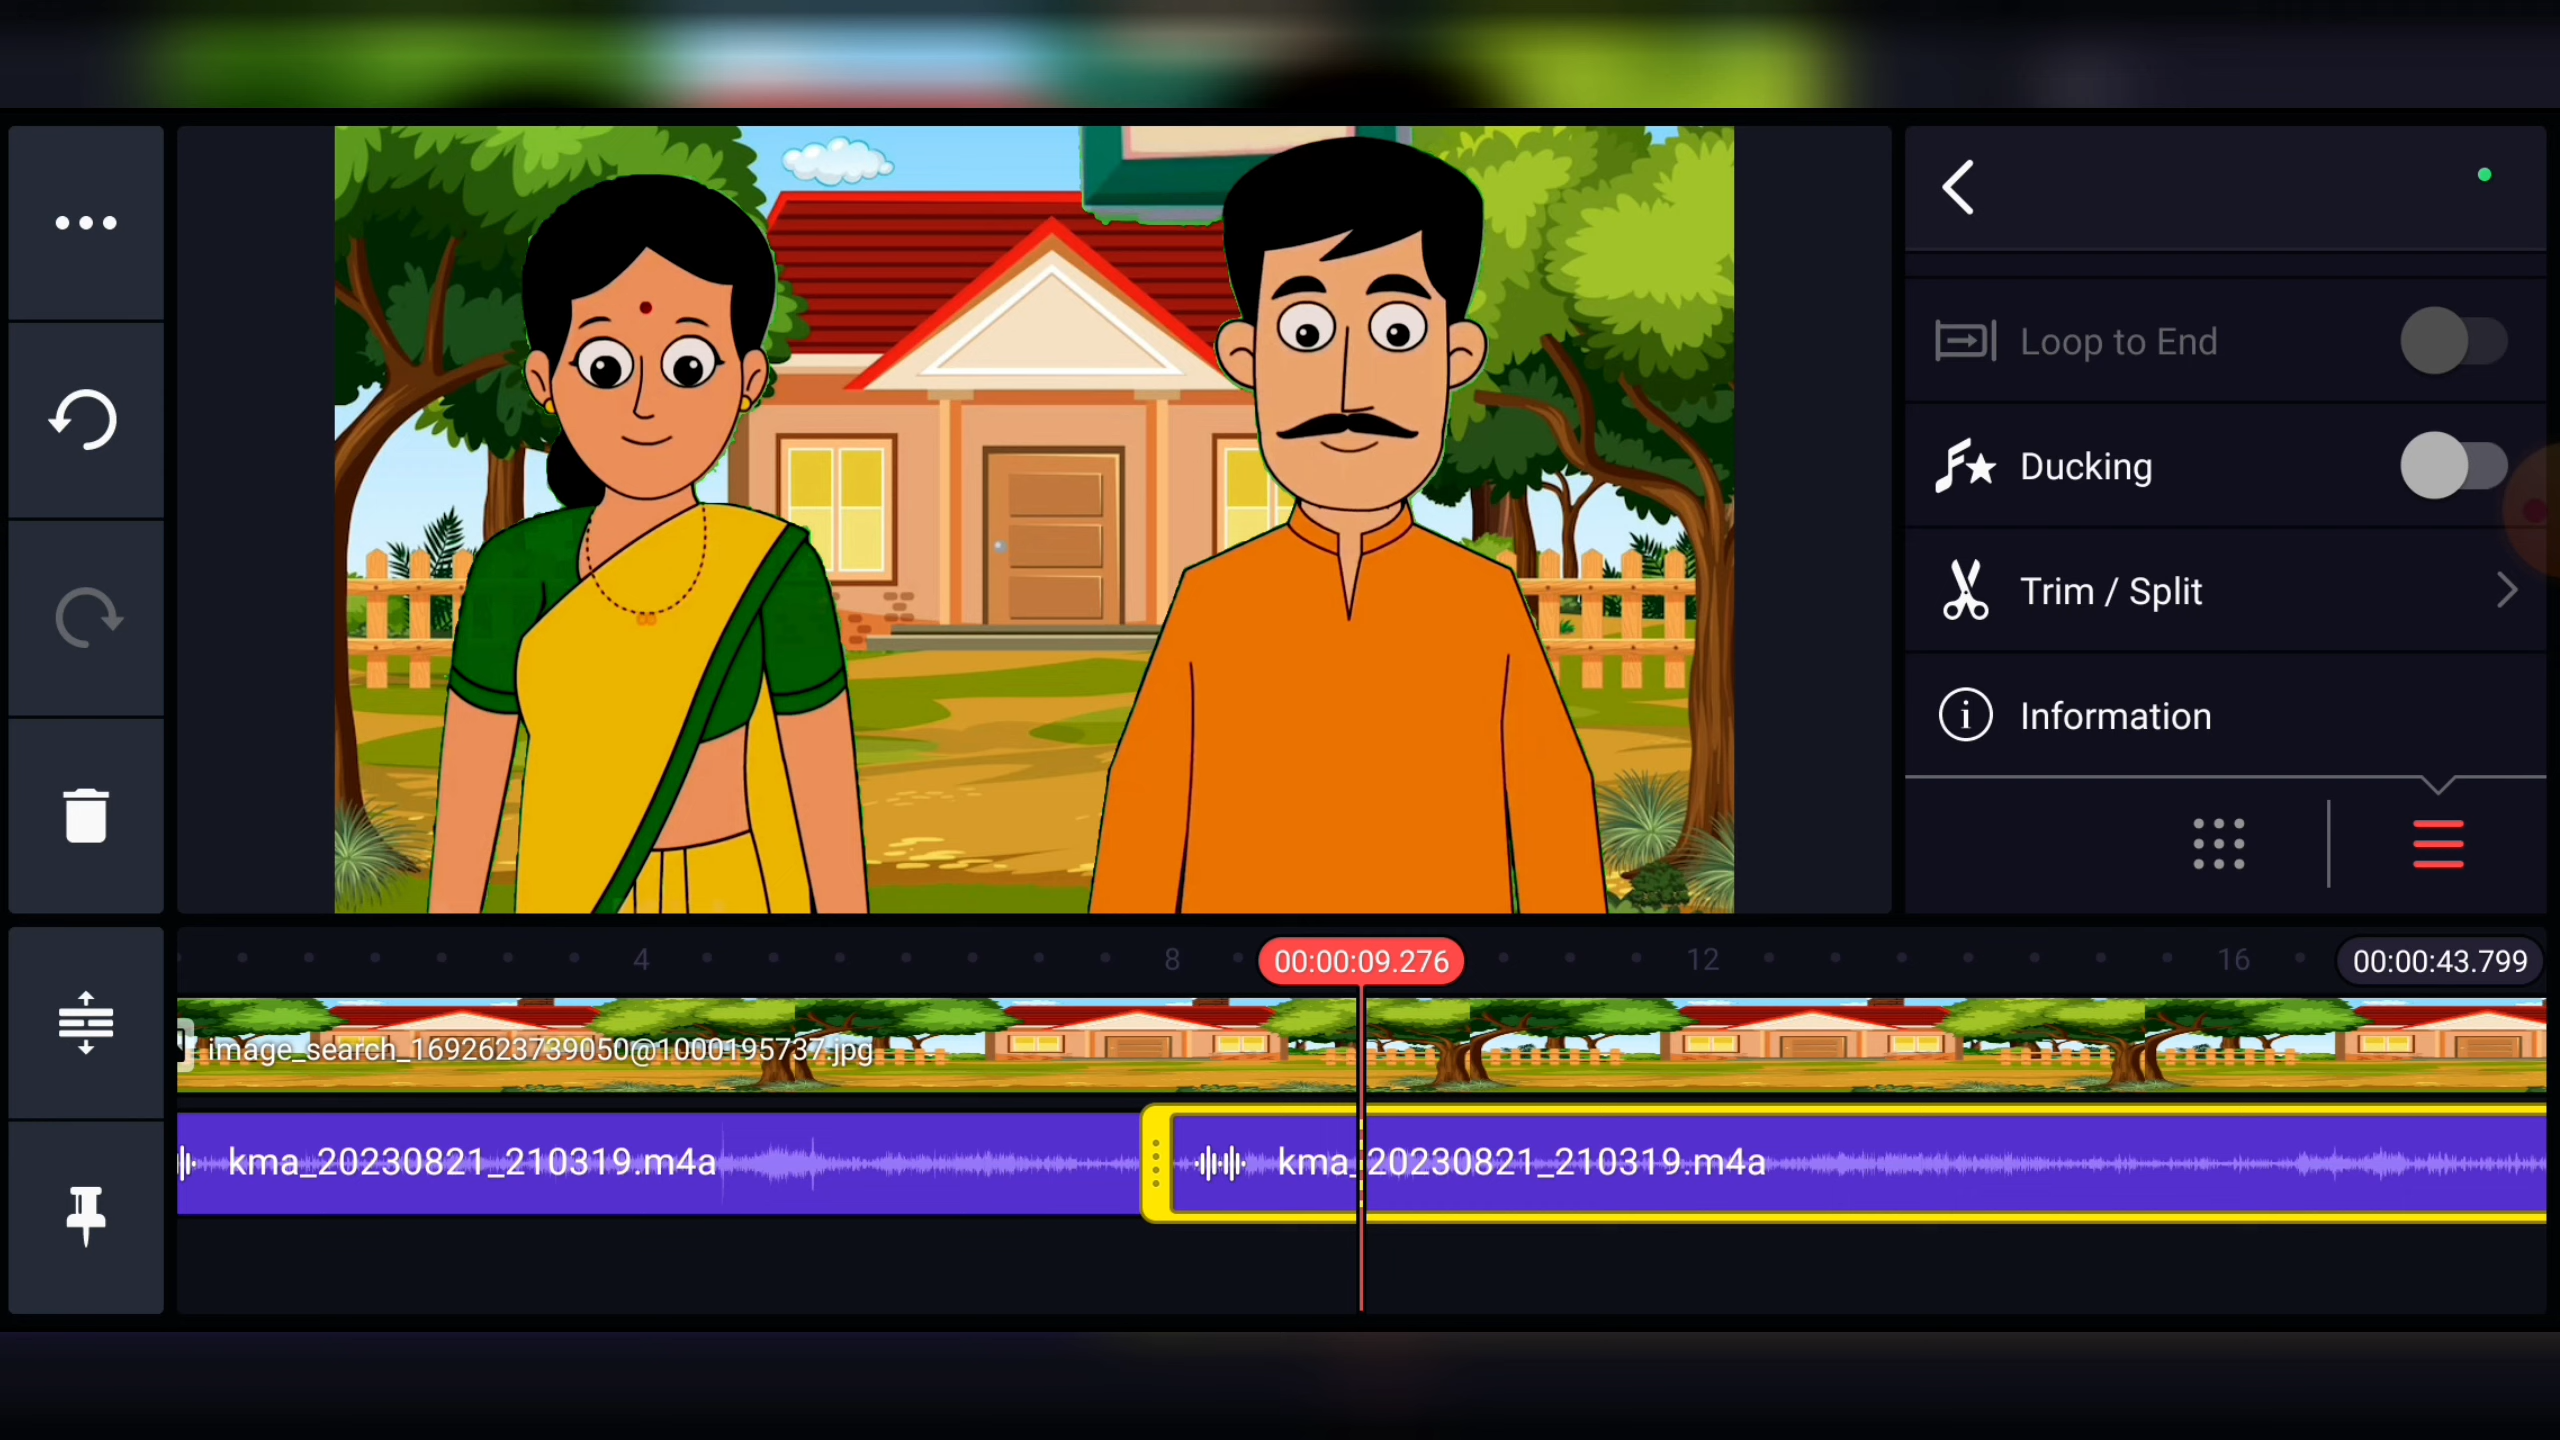 Loop to End
Ducking
Trim / Split
Information
4
8
00:00:09.276
12
16
00:00:43.799
image_search_1692623739050@1000195737.jpg
kma_20230821_210319.m4a
kma_20230821_210319.m4a